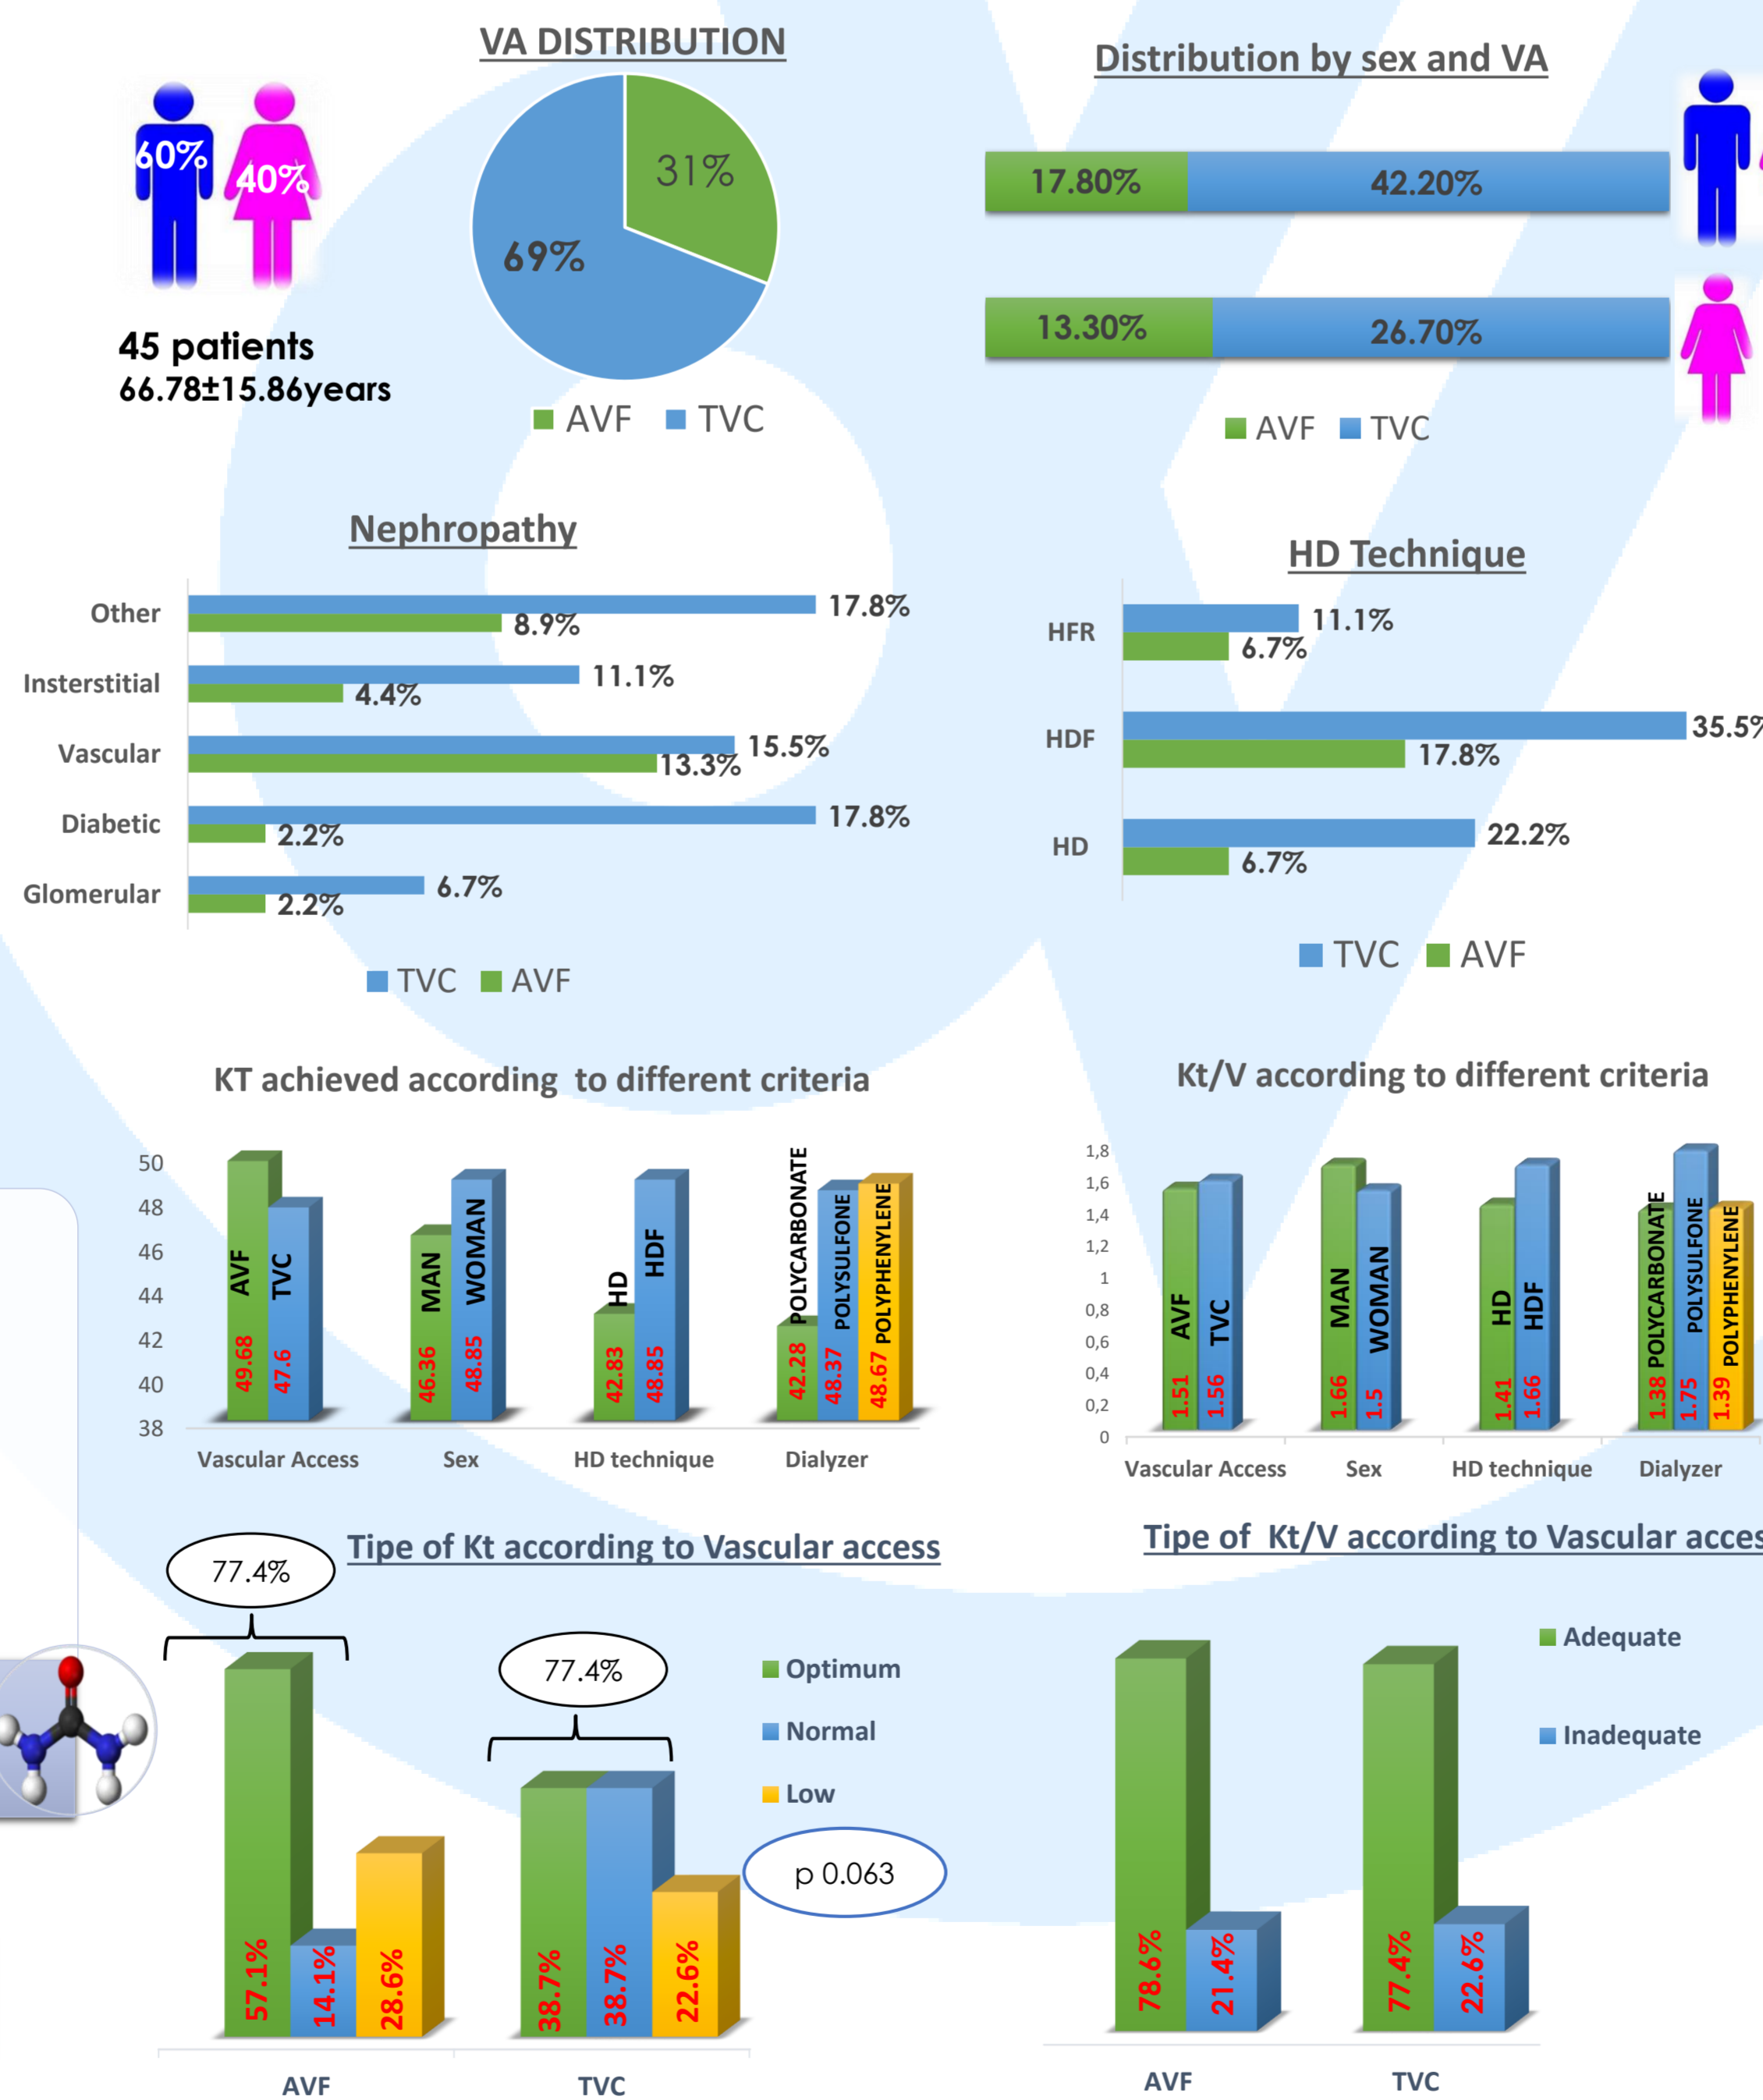 VA DISTRIBUTION
60%
40%
45 patients
66.78±15.86years
31%
69%
AVF TVC
Distribution by sex and VA
17.80% 42.20%
13.30% 26.70%
AVF TVC
Nephropathy
Other 17.8%
8.9%
Insterstitial 11.1%
4.4%
Vascular 15.5%
13.3%
Diabetic 17.8%
2.2%
Glomerular 6.7%
2.2%
TVC AVF
HD Technique
HFR 11.1%
6.7%
HDF 35.5%
17.8%
HD 22.2%
6.7%
TVC AVF
KT achieved according to different criteria
50
48
46
44
42
40
38
AVF 49.68
TVC 47.6
MAN 46.36
WOMAN 48.85
HD 42.83
HDF 48.85
POLYCARBONATE 42.28
POLYSULFONE 48.37
POLYPHENYLENE 48.67
Vascular Access Sex HD technique Dialyzer
Kt/V according to different criteria
1,8
1,6
1,4
1,2
1
0,8
0,6
0,4
0,2
0
AVF 1.51
TVC 1.56
MAN 1.66
WOMAN 1.5
HD 1.41
HDF 1.66
POLYCARBONATE 1.38
POLYSULFONE 1.75
POLYPHENYLENE 1.39
Vascular Access Sex HD technique Dialyzer
Tipe of Kt according to Vascular access
77.4%
77.4%
Optimum
Normal
Low
p 0.063
57.1%
14.1%
28.6%
38.7%
38.7%
22.6%
AVF TVC
Tipe of Kt/V according to Vascular acces
Adequate
Inadequate
78.6%
21.4%
77.4%
22.6%
AVF TVC